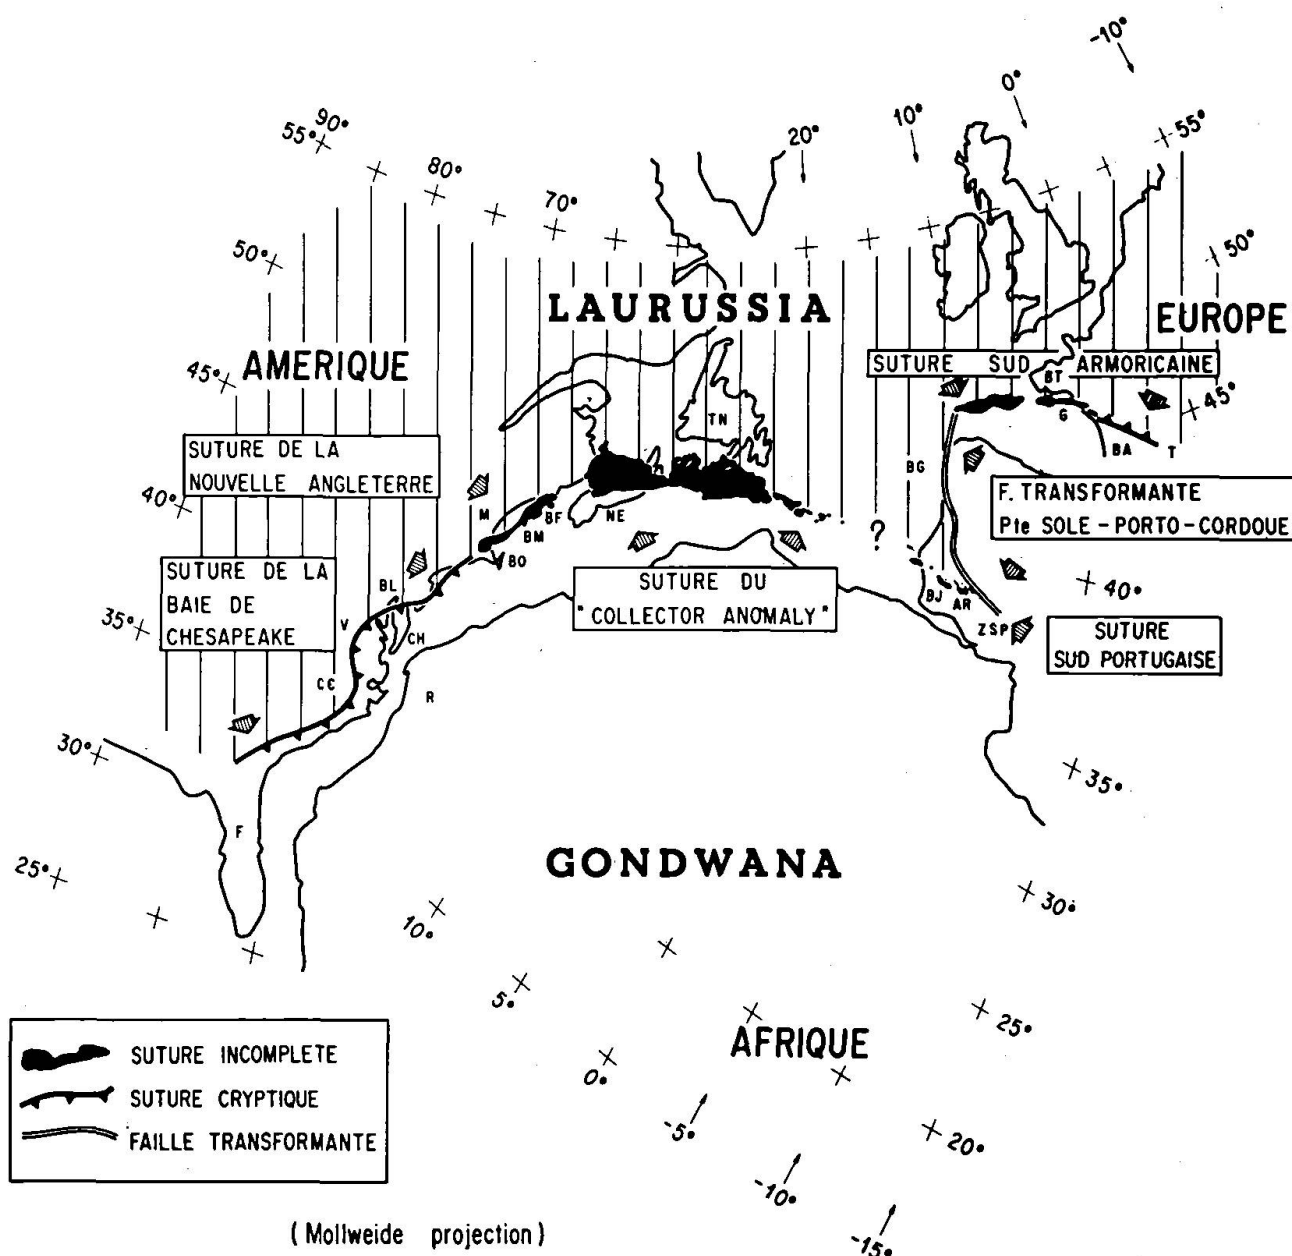 -10°
0°
10°
20°
90°
55°
80°
70°
55°
50°
50°
LAURUSSIA
EUROPE
AMERIQUE
SUTURE SUD ARMORICAINE
45°
BT
45°
TN
G
BA
T
SUTURE DE LA
NOUVELLE ANGLETERRE
BG
40°
M
BF
NE
BM
F. TRANSFORMANTE
Pte SOLE - PORTO - CORDOUE
?
BO
SUTURE DE LA
BAIE DE
CHESAPEAKE
BL
SUTURE DU
"COLLECTOR ANOMALY"
40°
BJ
AR
35°
V
CH
ZSP
SUTURE
SUD PORTUGAISE
CC
R
30°
35°
F
GONDWANA
25°
30°
10°
5°
25°
AFRIQUE
0°
-5°
20°
-10°
-15°
SUTURE INCOMPLETE
SUTURE CRYPTIQUE
FAILLE TRANSFORMANTE
(Mollweide projection)